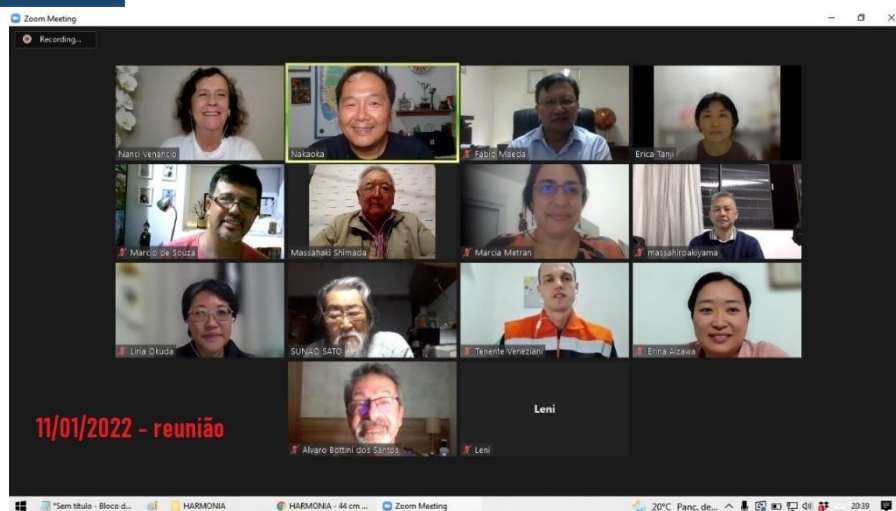 Zoom Meeting
Recording...
Nanci Venancio
Nakaoka
Fabio Maeda
Erica Tanji
Marcio de Souza
Massahaki Shimada
Marcia Metran
massahiroakiyama
Liria Okuda
SUNAO SATO
Tenente Veneziani
Erina Aizawa
11/01/2022 - reunião
Alvaro Bottini dos Santos
Leni
Leni
"Sem título - Bloco d...
HARMONIA
HARMONIA - 44 cm ...
Zoom Meeting
20°C Panc. de...
20:39